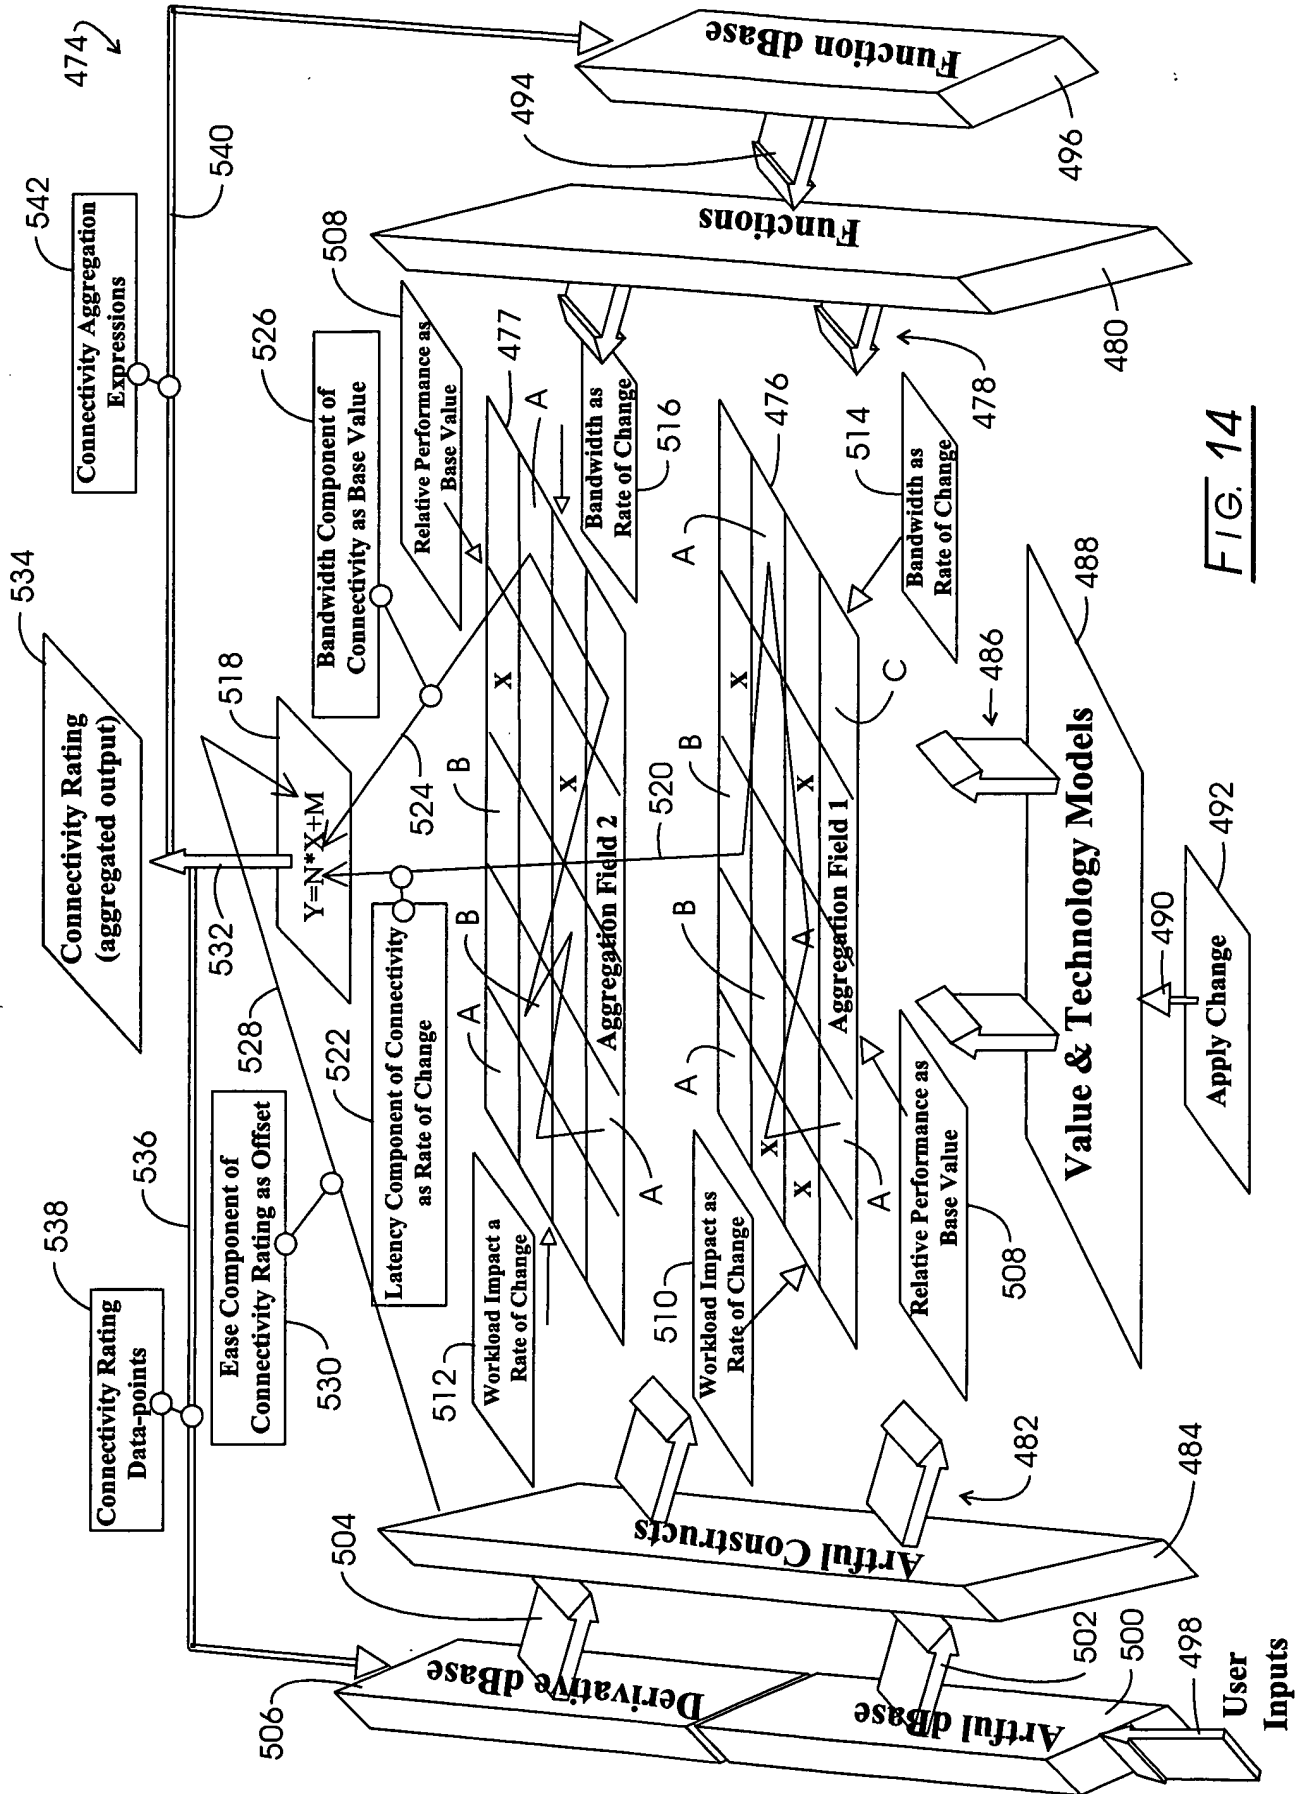 474
542
Connectivity Aggregation
Expressions
540
534
Connectivity Rating
(aggregated output)
532
538
Connectivity Rating
Data-points
536
Ease Component of
Connectivity Rating as Offset
530
528
518
Y=N*X+M
526
Bandwidth Component of
Connectivity as Base Value
524
522
Latency Component of Connectivity
as Rate of Change
520
508
Relative Performance as
Base Value
477
A
Bandwidth as
Rate of Change
516
512
Workload Impact a
Rate of Change
A
B
B
A
X
X
Aggregation Field 2
510
Workload Impact as
Rate of Change
476
A
B
B
A
A
A
C
X
X
X
X
Aggregation Field 1
514
Bandwidth as
Rate of Change
478
Relative Performance as
Base Value
508
494
Function dBase
496
Functions
480
506
Derivative dBase
504
Artful Constructs
482
484
Artful dBase
502
500
498
User
Inputs
486
488
Value & Technology Models
490
492
Apply Change
FIG. 14